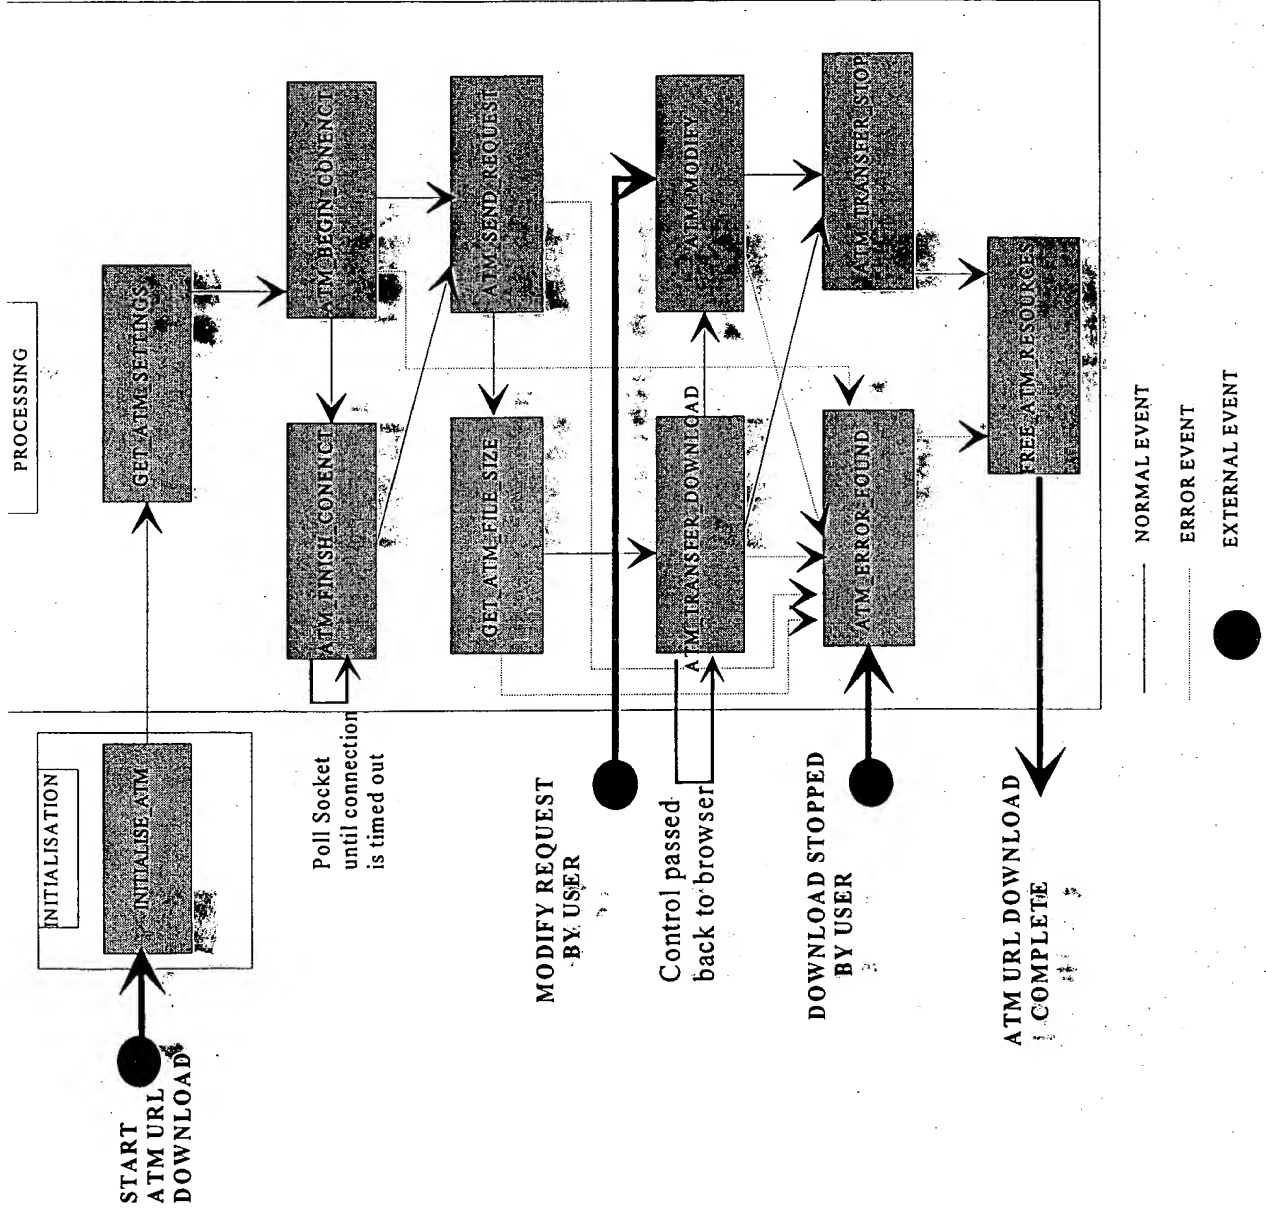 START
ATM URL
DOWNLOAD
INITIALISATION
INITIALISE_ATM
PROCESSING
GET_ATM_SETTINGS
ATM_FINISH_CONENCT
ATM_BEGIN_CONENCT
Poll Socket
until connection
is timed out
GET_ATM_FILE_SIZE
ATM_SEND_REQUEST
MODIFY REQUEST
BY USER
Control passed
back to browser
ATM_TRANSFER_DOWNLOAD
ATM_MODIFY
DOWNLOAD STOPPED
BY USER
ATM_ERROR_FOUND
ATM_TRANSFER_STOP
ATM URL DOWNLOAD
COMPLETE
FREE_ATM_RESOURCES
NORMAL EVENT
ERROR EVENT
EXTERNAL EVENT